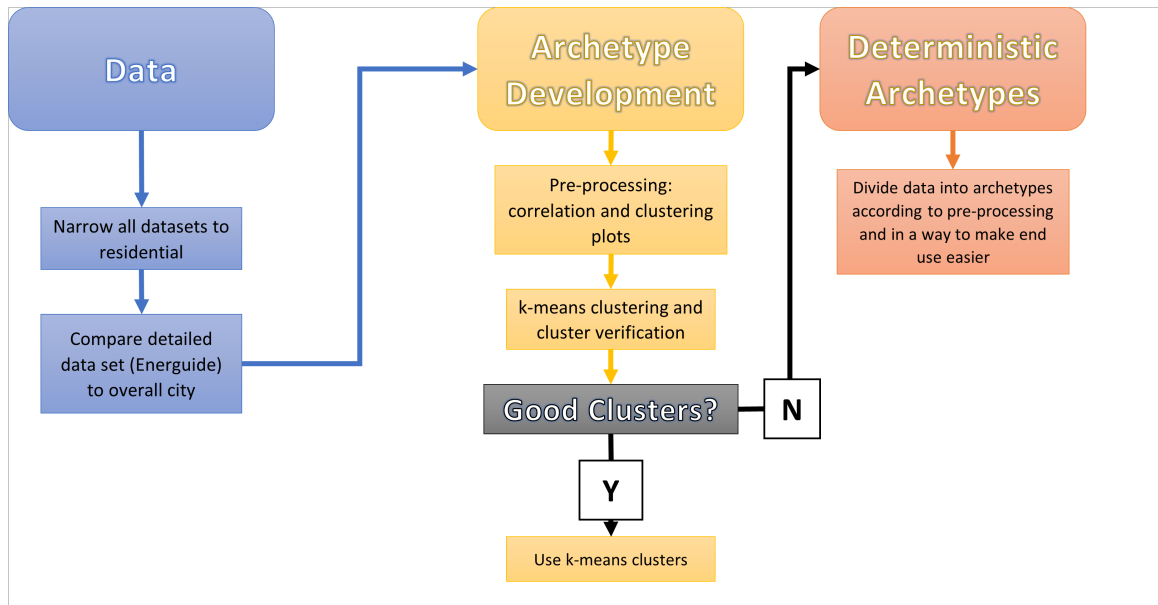 Data
Narrow all datasets to
residential
Compare detailed
data set (Energuide)
to overall city
Archetype
Development
Pre-processing:
correlation and clustering
plots
k-means clustering and
cluster verification
Good Clusters?
N
Y
Use k-means clusters
Deterministic
Archetypes
Divide data into archetypes
according to pre-processing
and in a way to make end
use easier